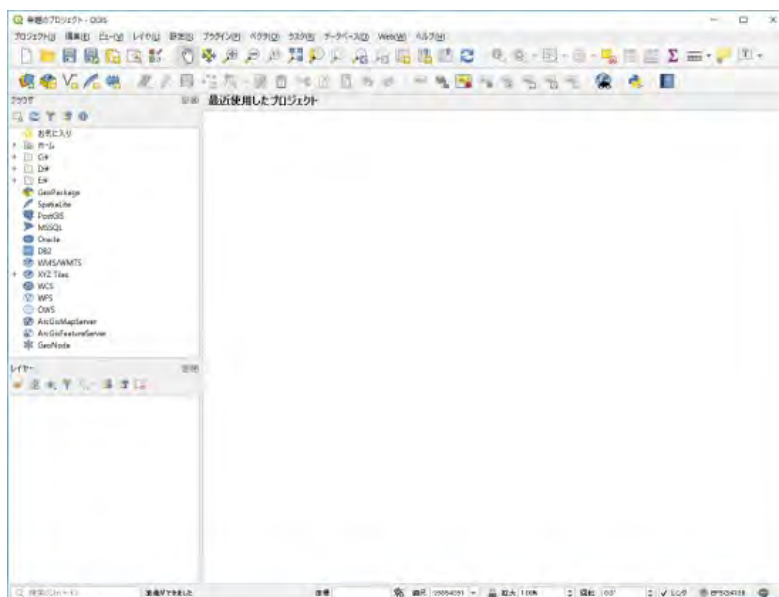 無題のプロジェクト - QGIS
プロジェクト(J) 編集(E) ビュー(V) レイヤ(L) 設定(S) プラグイン(P) ベクタ(O) ラスタ(R) データベース(D) Web(W) ヘルプ(H)
ブラウザ
最近使用したプロジェクト
お気に入り
ホーム
C:¥
D:¥
E:¥
GeoPackage
SpatiaLite
PostGIS
MSSQL
Oracle
DB2
WMS/WMTS
XYZ Tiles
WCS
WFS
OWS
ArcGisMapServer
ArcGisFeatureServer
GeoNode
レイヤー
準備ができました
座標
縮尺
拡大 100%
回転 0.0°
レンダ